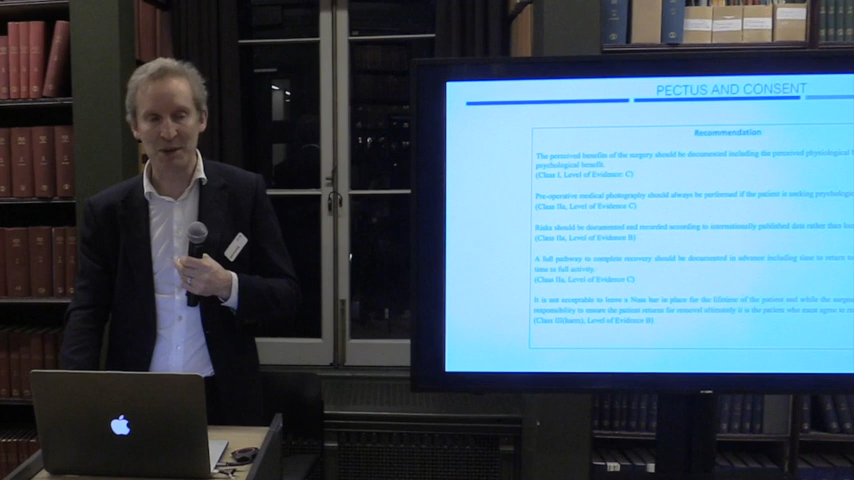 PECTUS AND CONSENT
Recommendation
The perceived benefits of the surgery should be documented including the perceived physiological
psychological benefit.
(Class I, Level of Evidence: C)
Pre-operative medical photography should always be performed if the patient is seeking
(Class IIa, Level of Evidence C)
Risks should be documented and recorded according to internationally published data rather than
(Class IIa, Level of Evidence B)
A full pathway to complete recovery should be documented in advance including time to return to
time to full activity.
(Class IIa, Level of Evidence C)
It is not acceptable to leave a Nuss bar in place for the lifetime of the patient and while the
responsibility to ensure the patient returns for removal ultimately it is the patient who must agree to
(Class III(harm), Level of Evidence B)